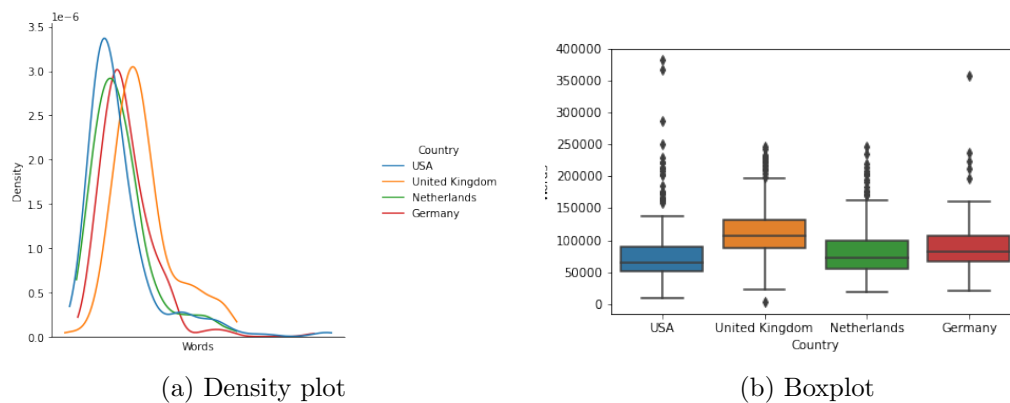 1e−6
3.5
3.0
2.5
2.0
1.5
1.0
0.5
0.0
Density
Words
Country
USA
United Kingdom
Netherlands
Germany
(a) Density plot
400000
350000
300000
250000
200000
150000
100000
50000
0
USA
United Kingdom
Netherlands
Germany
Country
(b) Boxplot